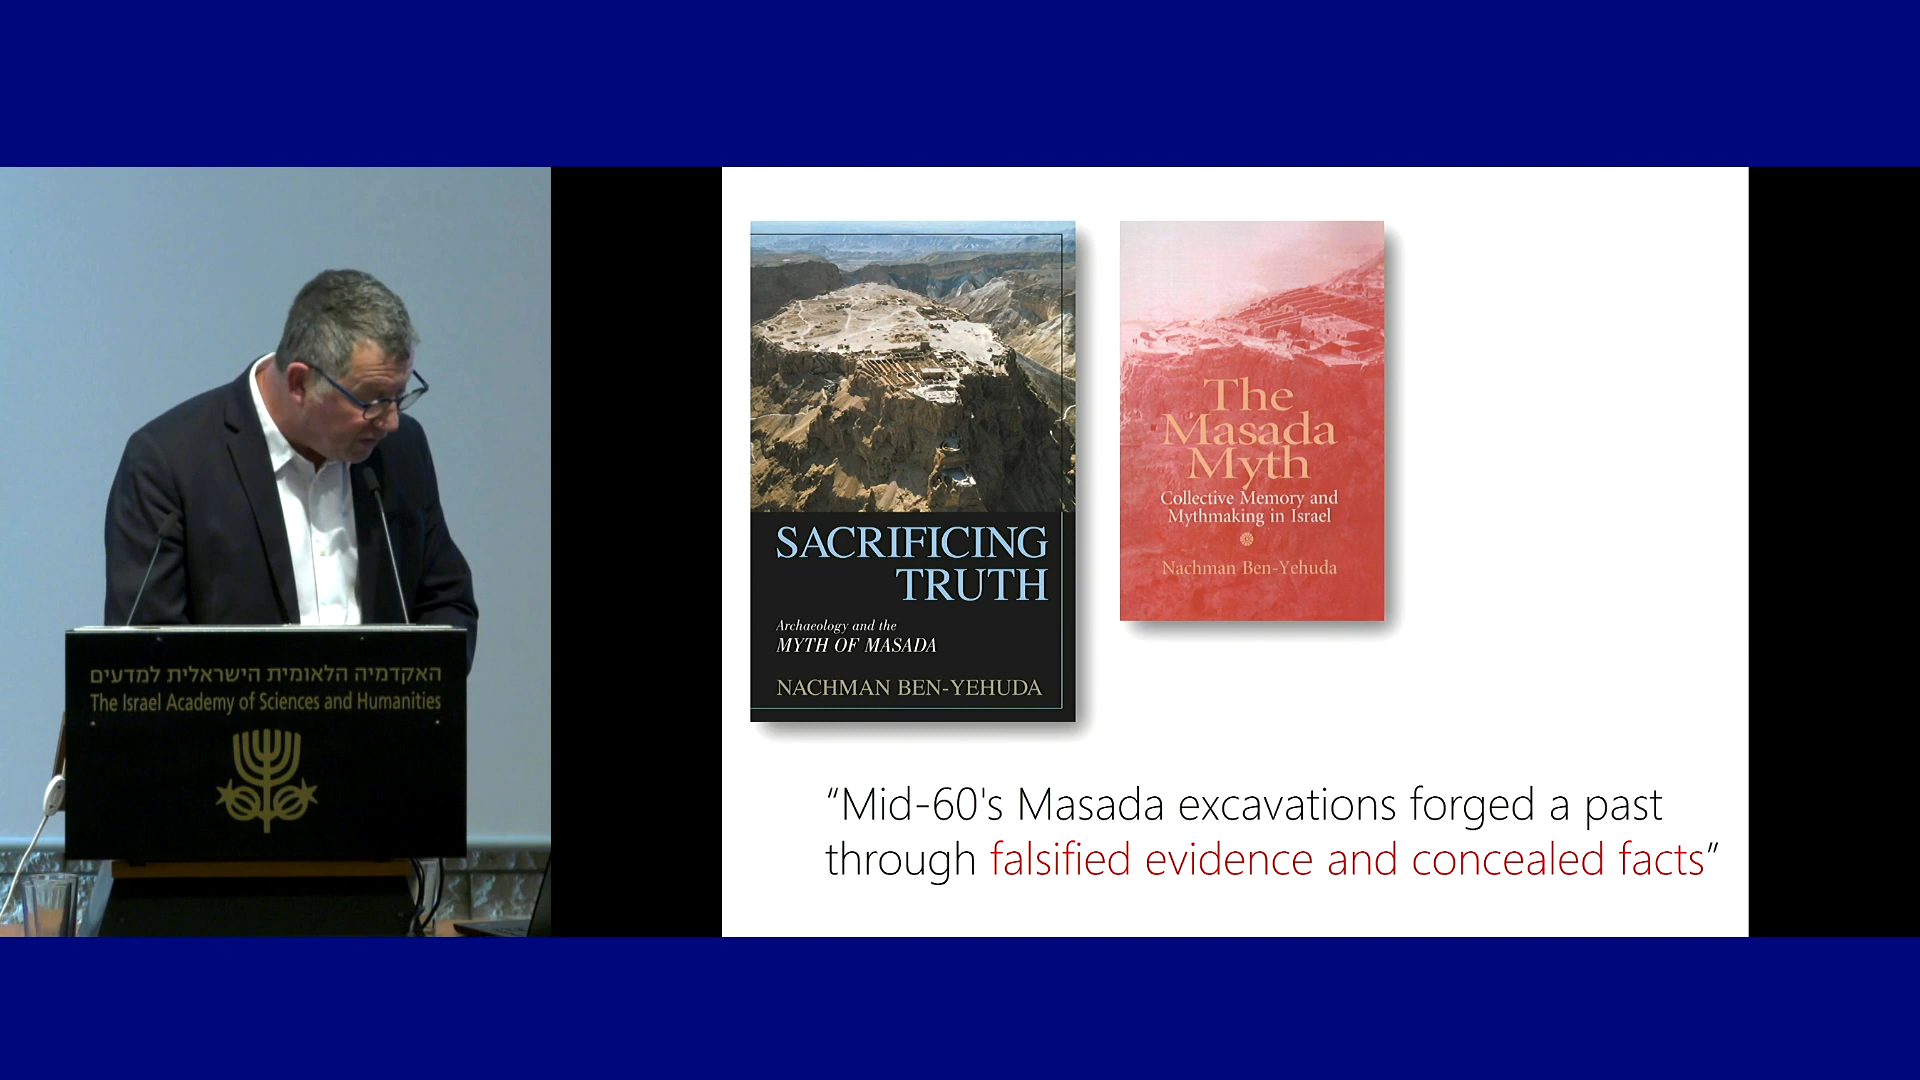 האקדמיה הלאומית הישראלית למדעים
The Israel Academy of Sciences and Humanities
SACRIFICING
TRUTH
Archaeology and the
MYTH OF MASADA
NACHMAN BEN-YEHUDA
The
Masada
Myth
Collective Memory and
Mythmaking in Israel
Nachman Ben-Yehuda
“Mid-60's Masada excavations forged a past
through falsified evidence and concealed facts”